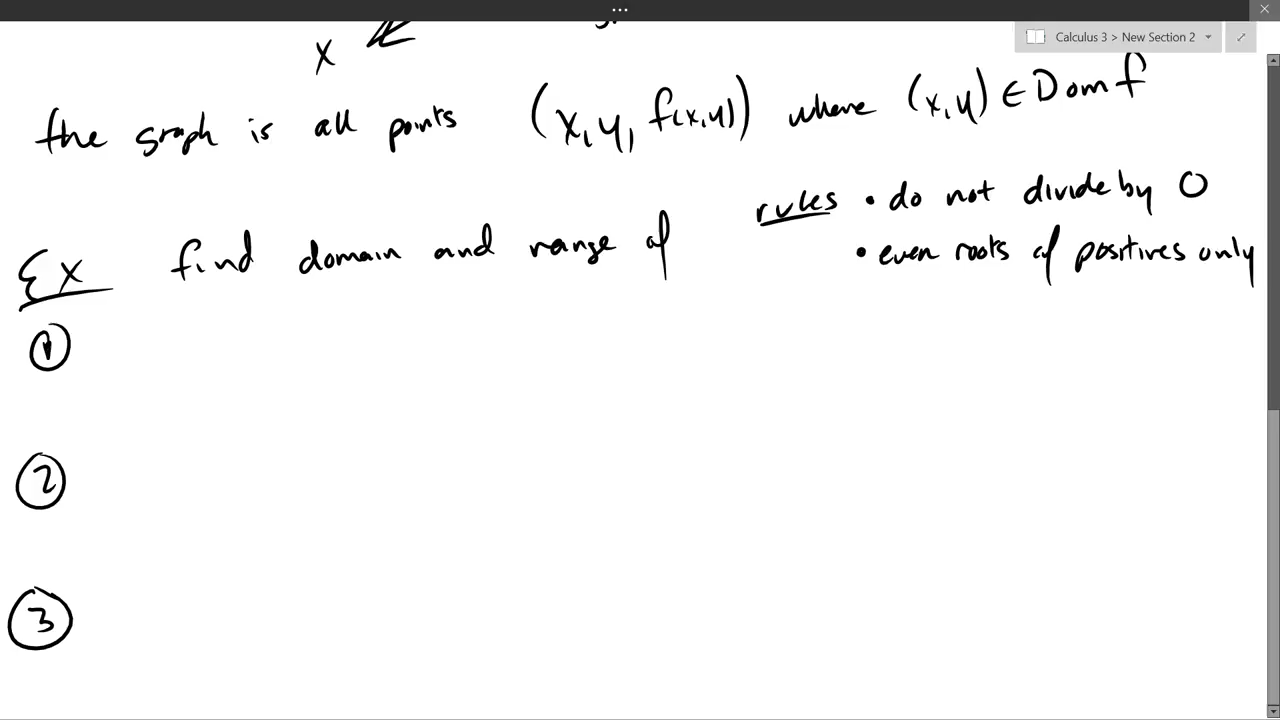 Calculus 3 > New Section 2
x
the graph is all points (x, y, f(x,y)) where (x,y) ∈ Dom f
rules • do not divide by 0
Ex find domain and range of
• even roots of positives only
①
②
③